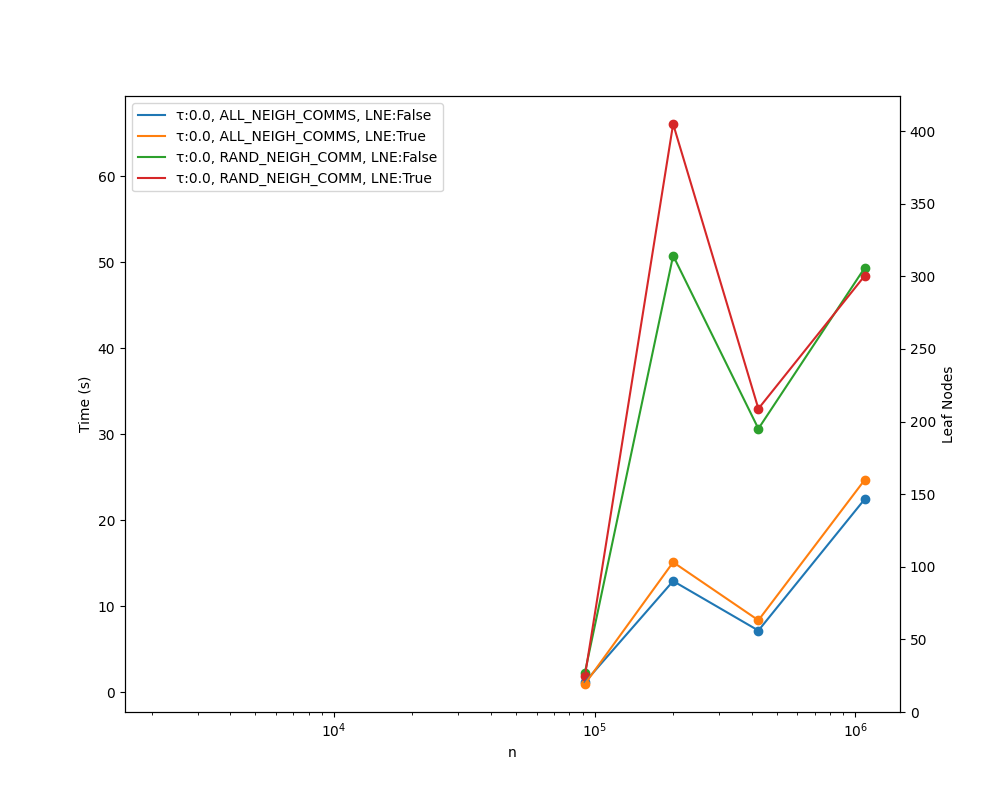 τ:0.0, ALL_NEIGH_COMMS, LNE:False
τ:0.0, ALL_NEIGH_COMMS, LNE:True
τ:0.0, RAND_NEIGH_COMM, LNE:False
τ:0.0, RAND_NEIGH_COMM, LNE:True
60
50
40
30
20
10
0
Time (s)
400
350
300
250
200
150
100
50
0
Leaf Nodes
10⁴
10⁵
10⁶
n